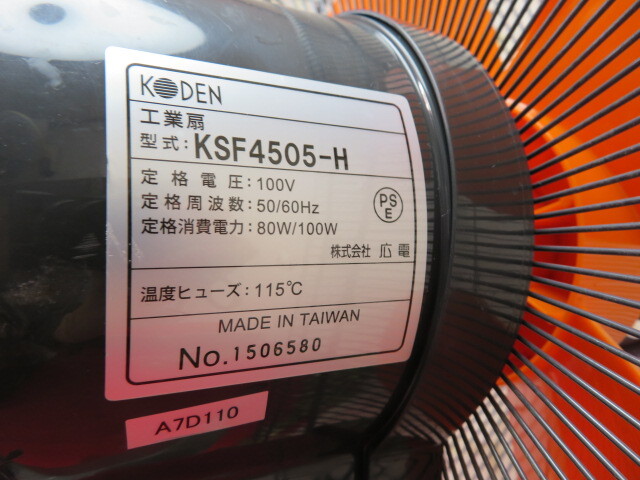 KODEN
工業扇
型式：KSF4505-H
定格電圧：100V
定格周波数：50/60Hz
定格消費電力：80W/100W
PS
E
株式会社 広電
温度ヒューズ：115℃
MADE IN TAIWAN
No.1506580
A7D110